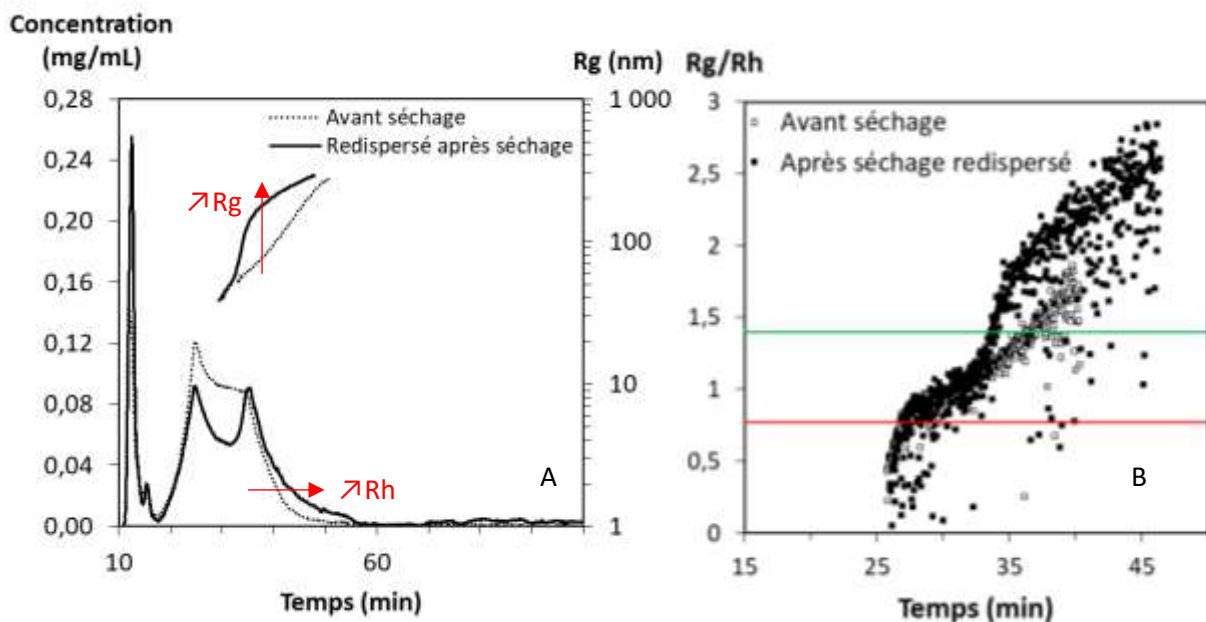 Concentration
(mg/mL)
Rg (nm)
0,28
0,24
0,20
0,16
0,12
0,08
0,04
0,00
1 000
100
10
1
Avant séchage
Redispersé après séchage
↗Rg
↗Rh
A
10
60
Temps (min)
Rg/Rh
3
2,5
2
1,5
1
0,5
0
Avant séchage
Après séchage redispersé
B
15
25
35
45
Temps (min)